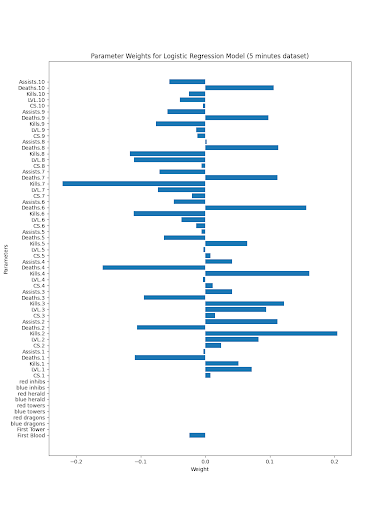 Parameter Weights for Logistic Regression Model (5 minutes dataset)
Assists.10
Deaths.10
Kills.10
LVL.10
CS.10
Assists.9
Deaths.9
Kills.9
LVL.9
CS.9
Assists.8
Deaths.8
Kills.8
LVL.8
CS.8
Assists.7
Deaths.7
Kills.7
LVL.7
CS.7
Assists.6
Deaths.6
Kills.6
LVL.6
CS.6
Assists.5
Deaths.5
Kills.5
LVL.5
CS.5
Assists.4
Deaths.4
Kills.4
LVL.4
CS.4
Assists.3
Deaths.3
Kills.3
LVL.3
CS.3
Assists.2
Deaths.2
Kills.2
LVL.2
CS.2
Assists.1
Deaths.1
Kills.1
LVL.1
CS.1
red inhibs
blue inhibs
red herald
blue herald
red towers
blue towers
red dragons
blue dragons
First Tower
First Blood
Parameters
−0.2 −0.1 0.0 0.1 0.2
Weight